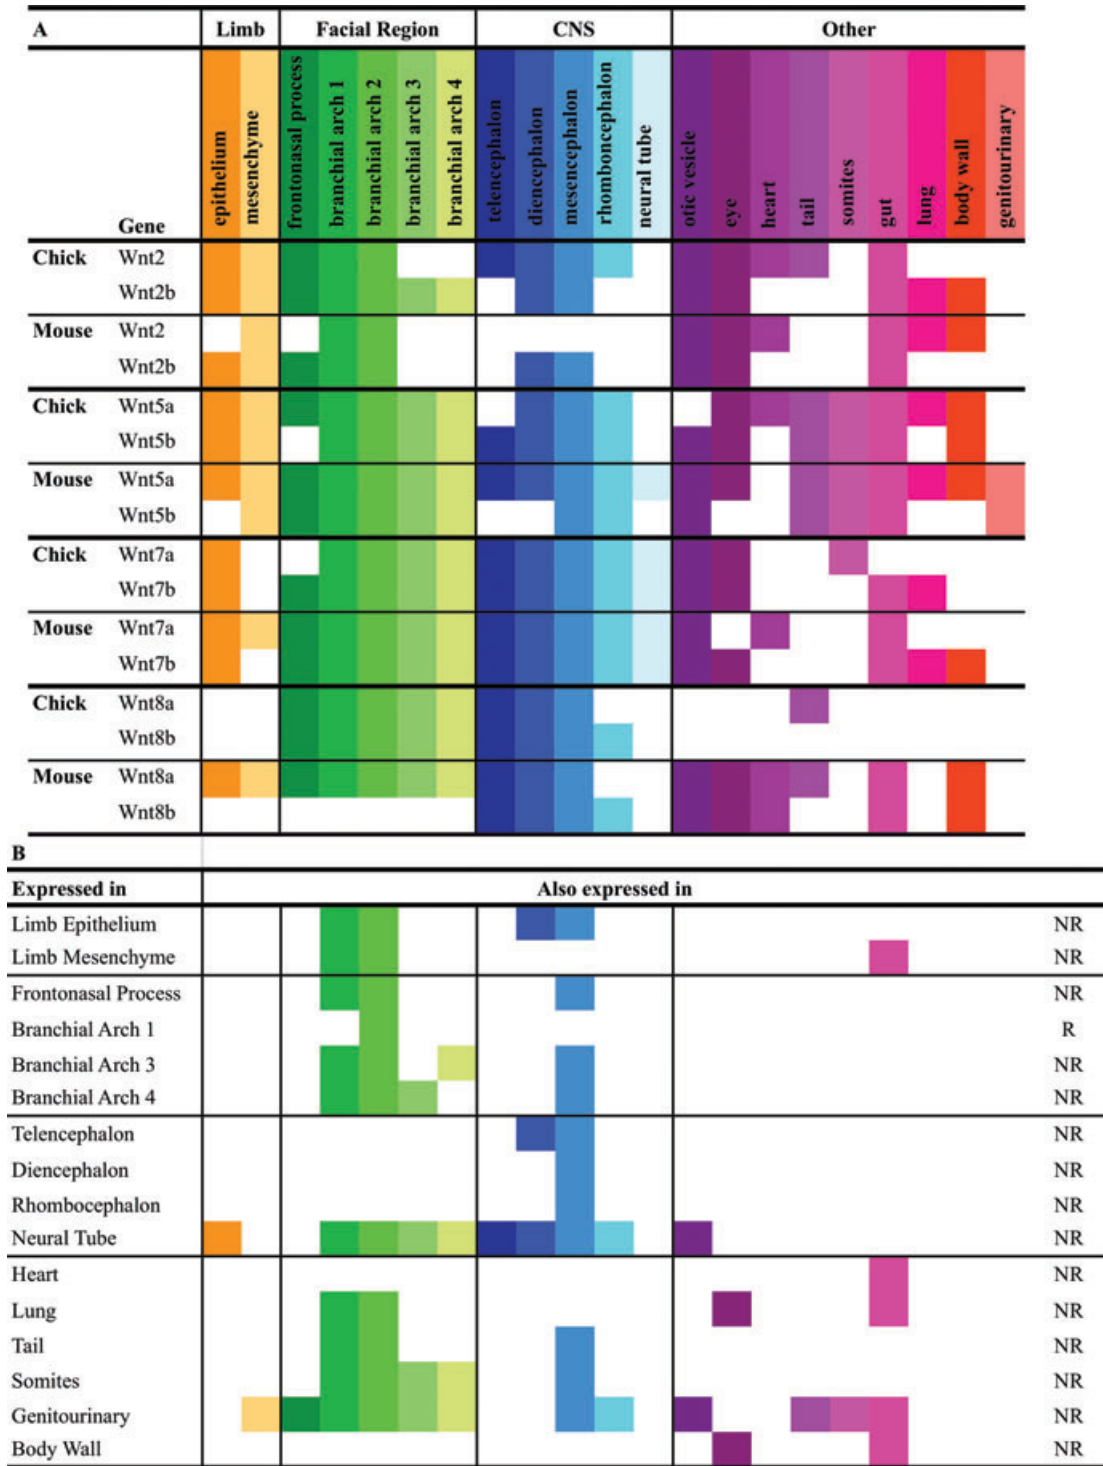 A Limb Facial Region CNS Other
Gene epithelium mesenchyme frontonasal process branchial arch 1 branchial arch 2 branchial arch 3 branchial arch 4 telencephalon diencephalon mesencephalon rhomboncephalon neural tube otic vesicle eye heart tail somites gut lung body wall genitourinary
Chick Wnt2
Wnt2b
Mouse Wnt2
Wnt2b
Chick Wnt5a
Wnt5b
Mouse Wnt5a
Wnt5b
Chick Wnt7a
Wnt7b
Mouse Wnt7a
Wnt7b
Chick Wnt8a
Wnt8b
Mouse Wnt8a
Wnt8b
B
Expressed in Also expressed in
Limb Epithelium NR
Limb Mesenchyme NR
Frontonasal Process NR
Branchial Arch 1 R
Branchial Arch 3 NR
Branchial Arch 4 NR
Telencephalon NR
Diencephalon NR
Rhombocephalon NR
Neural Tube NR
Heart NR
Lung NR
Tail NR
Somites NR
Genitourinary NR
Body Wall NR